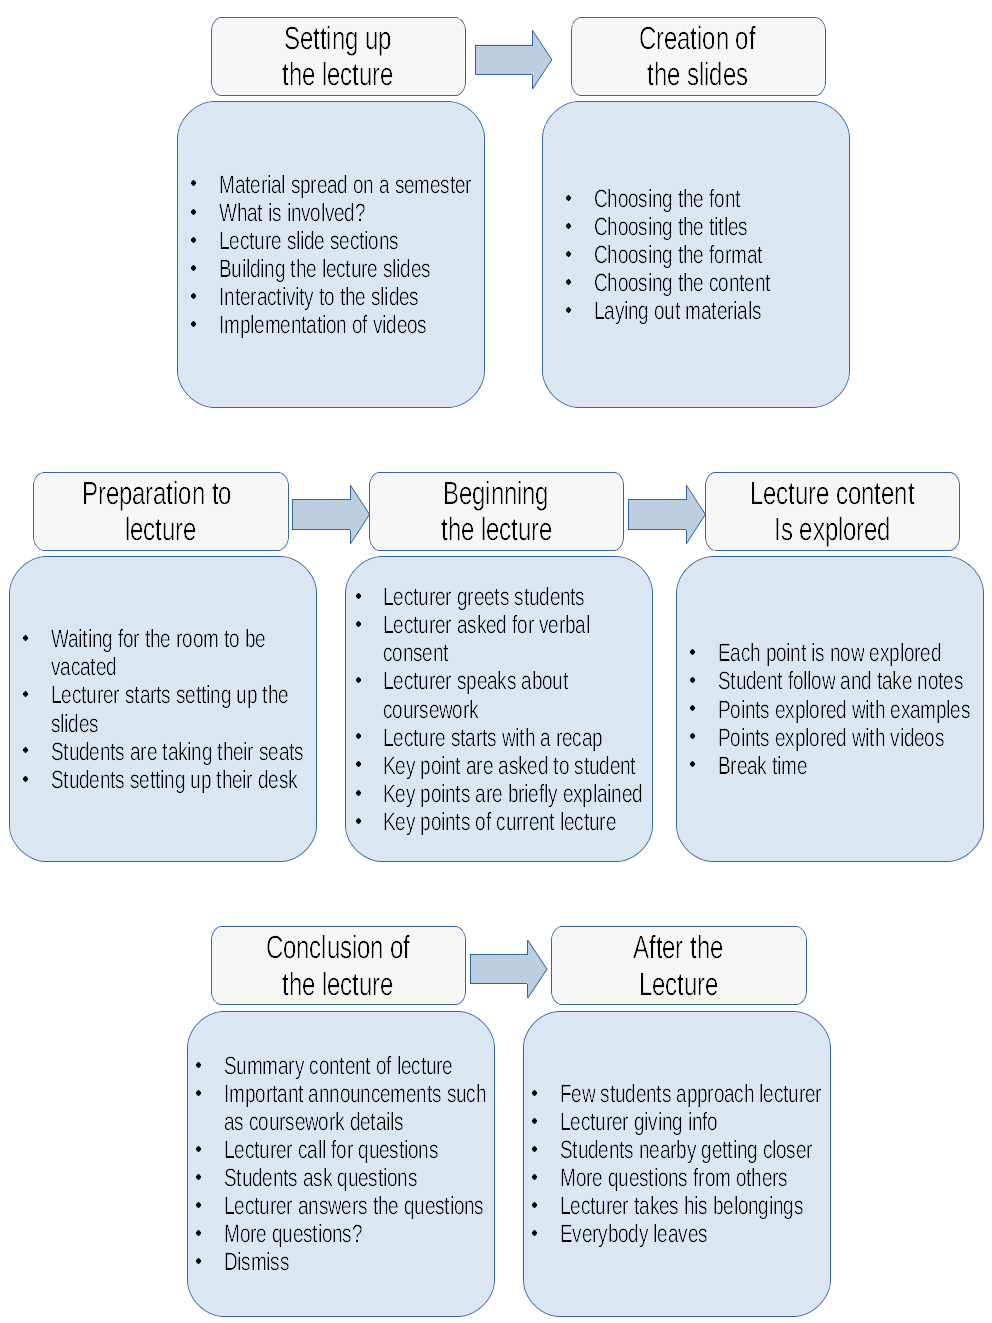 Setting up
the lecture
Creation of
the slides
• Material spread on a semester
• What is involved?
• Lecture slide sections
• Building the lecture slides
• Interactivity to the slides
• Implementation of videos
• Choosing the font
• Choosing the titles
• Choosing the format
• Choosing the content
• Laying out materials
Preparation to
lecture
Beginning
the lecture
Lecture content
Is explored
• Waiting for the room to be
vacated
• Lecturer starts setting up the
slides
• Students are taking their seats
• Students setting up their desk
• Lecturer greets students
• Lecturer asked for verbal
consent
• Lecturer speaks about
coursework
• Lecture starts with a recap
• Key point are asked to student
• Key points are briefly explained
• Key points of current lecture
• Each point is now explored
• Student follow and take notes
• Points explored with examples
• Points explored with videos
• Break time
Conclusion of
the lecture
After the
Lecture
• Summary content of lecture
• Important announcements such
as coursework details
• Lecturer call for questions
• Students ask questions
• Lecturer answers the questions
• More questions?
• Dismiss
• Few students approach lecturer
• Lecturer giving info
• Students nearby getting closer
• More questions from others
• Lecturer takes his belongings
• Everybody leaves